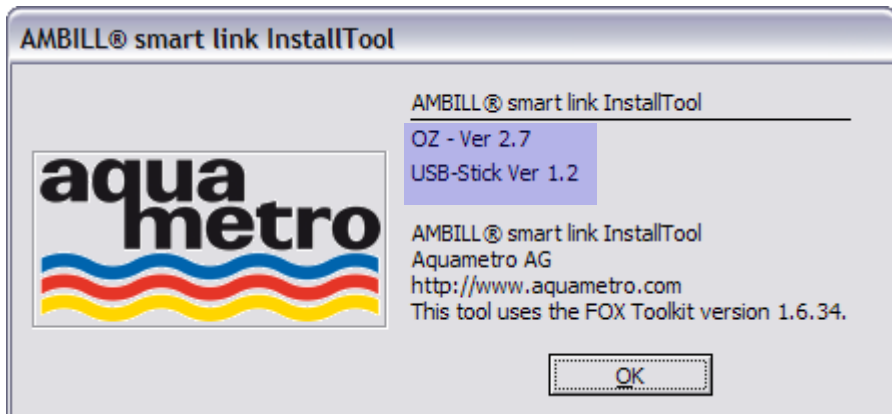 AMBILL® smart link InstallTool
AMBILL® smart link InstallTool
OZ - Ver 2.7
USB-Stick Ver 1.2
aqua
metro
AMBILL® smart link InstallTool
Aquametro AG
http://www.aquametro.com
This tool uses the FOX Toolkit version 1.6.34.
OK